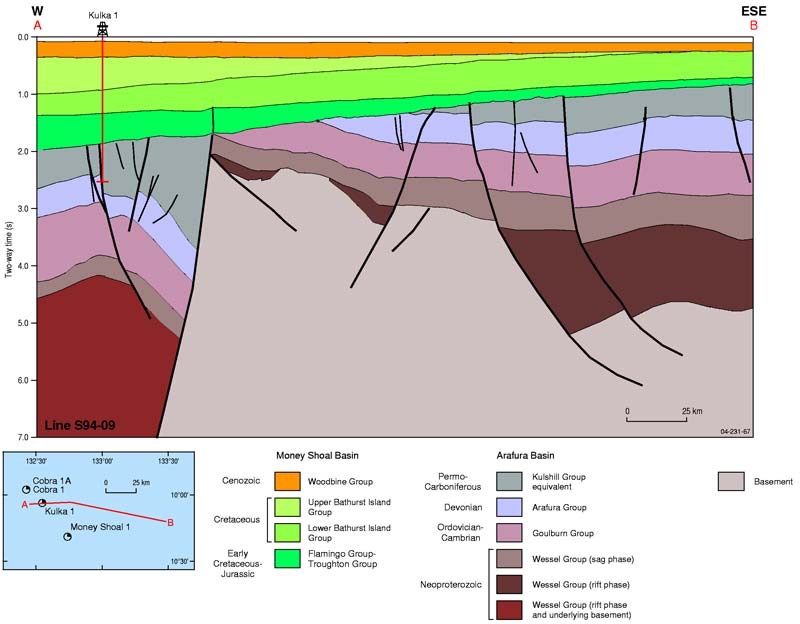 W
A
Kulka 1
ESE
B
0.0
1.0
2.0
3.0
4.0
5.0
6.0
7.0
Two-way time (s)
Line S94-09
0 25 km
04-231-67
132°30'
133°00'
133°30'
Cobra 1A
Cobra 1
0 25 km
10°00'
A
Kulka 1
B
Money Shoal 1
10°30'
Money Shoal Basin
Cenozoic
Woodbine Group
Cretaceous
Upper Bathurst Island
Group
Lower Bathurst Island
Group
Early
Cretaceous-
Jurassic
Flamingo Group-
Troughton Group
Arafura Basin
Permo-
Carboniferous
Kulshill Group
equivalent
Devonian
Arafura Group
Ordovician-
Cambrian
Goulburn Group
Neoproterozoic
Wessel Group (sag phase)
Wessel Group (rift phase)
Wessel Group (rift phase
and underlying basement)
Basement